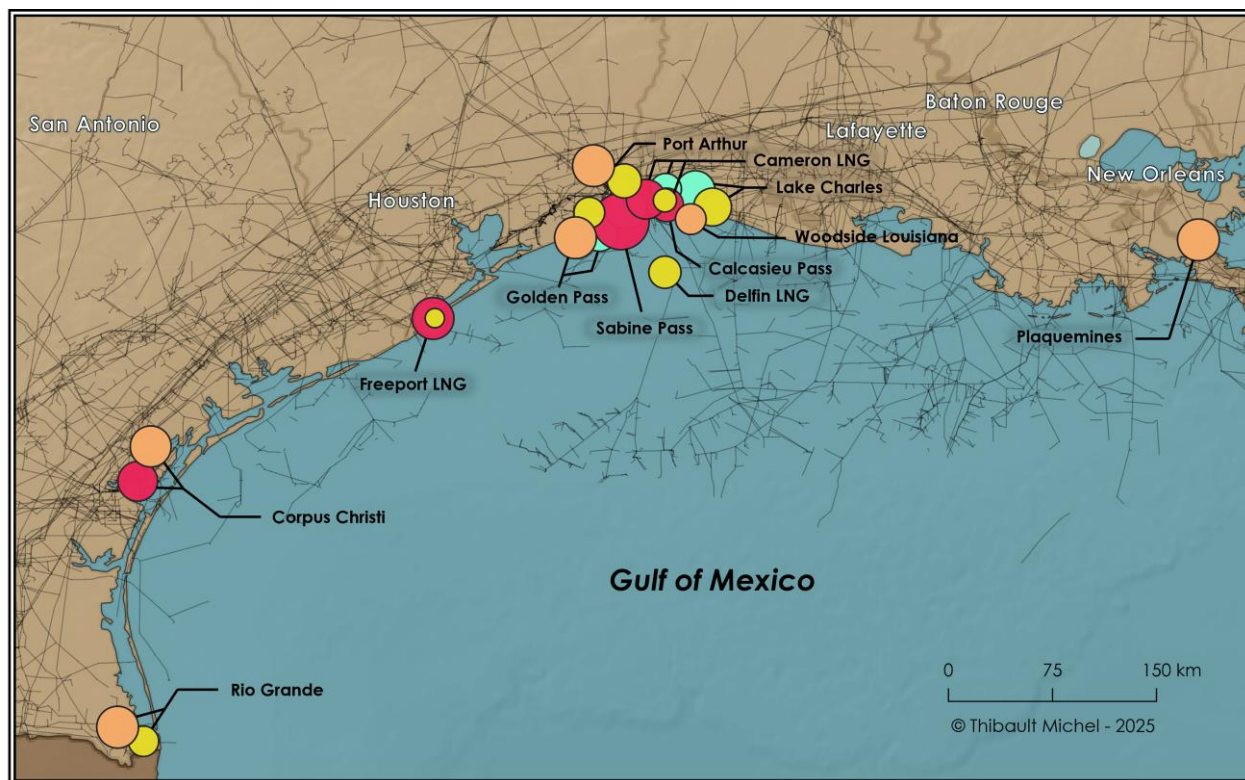 Baton Rouge
San Antonio
Lafayette
Port Arthur
Cameron LNG
New Orleans
Lake Charles
Houston
Woodside Louisiana
Calcasieu Pass
Golden Pass
Delfin LNG
Sabine Pass
Plaquemines
Freeport LNG
Corpus Christi
Gulf of Mexico
0 75 150 km
Rio Grande
© Thibault Michel - 2025